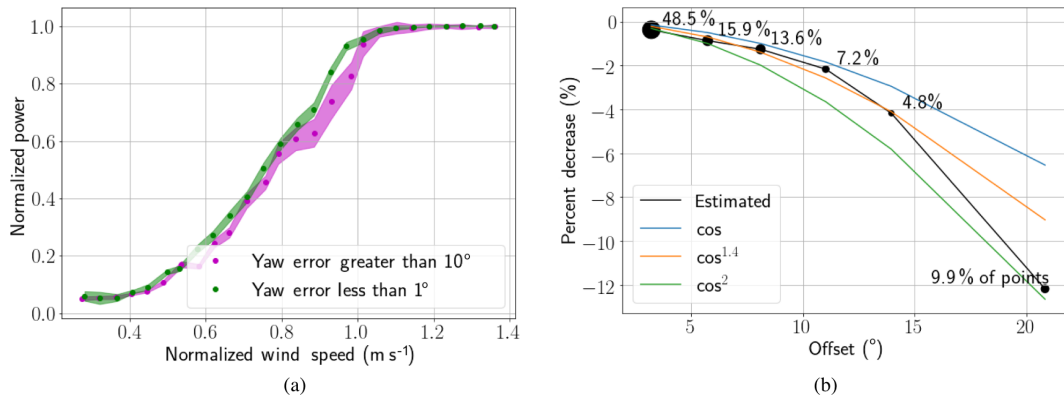 1.0
0.8
0.6
0.4
0.2
0.0
Normalized power
Yaw error greater than 10°
Yaw error less than 1°
0.4 0.6 0.8 1.0 1.2 1.4
Normalized wind speed (m s-1)
(a)
0
−2
−4
−6
−8
−10
−12
Percent decrease (%)
48.5%
15.9%
13.6%
7.2%
4.8%
9.9% of points
Estimated
cos
cos1.4
cos2
5 10 15 20
Offset (°)
(b)